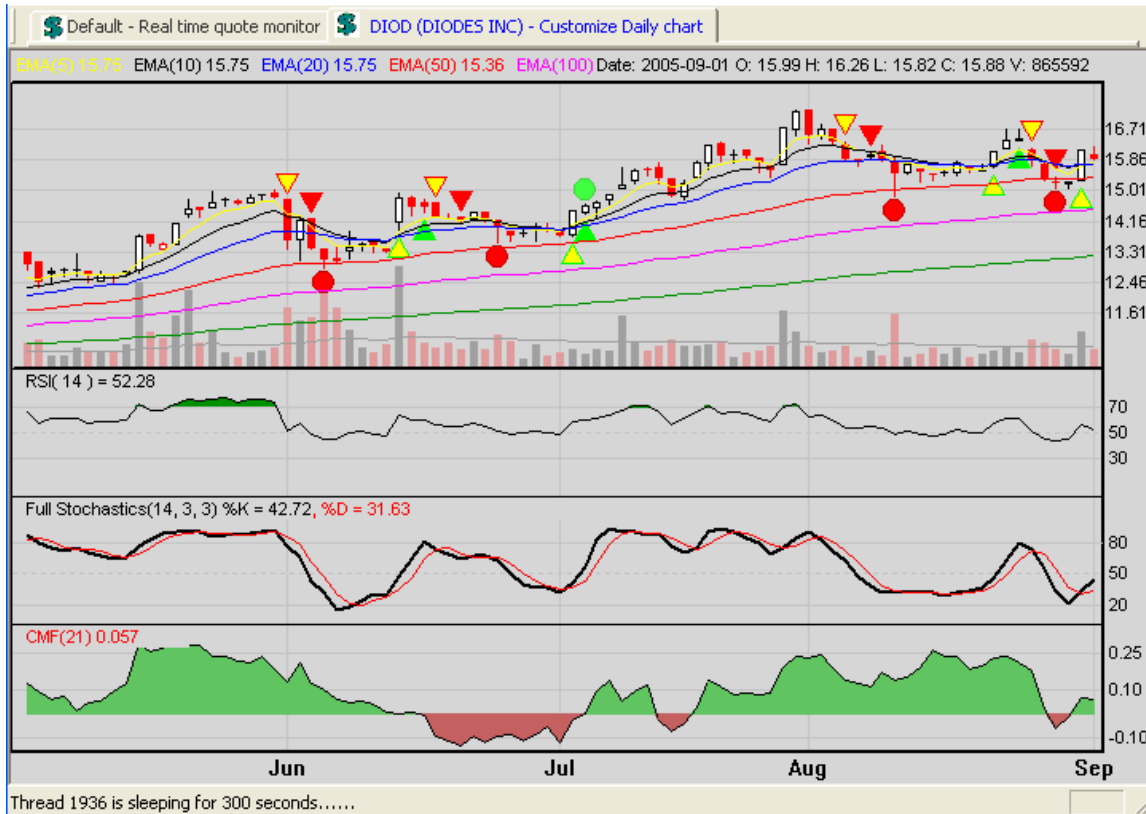 Default - Real time quote monitor
DIOD (DIODES INC) - Customize Daily chart
EMA(5) 15.75 EMA(10) 15.75 EMA(20) 15.75 EMA(50) 15.36 EMA(100) Date: 2005-09-01 O: 15.99 H: 16.26 L: 15.82 C: 15.88 V: 865592
16.71
15.86
15.01
14.16
13.31
12.46
11.61
RSI( 14 ) = 52.28
70
50
30
Full Stochastics(14, 3, 3) %K = 42.72, %D = 31.63
80
50
20
CMF(21) 0.057
0.25
0.10
-0.10
Jun Jul Aug Sep
Thread 1936 is sleeping for 300 seconds......